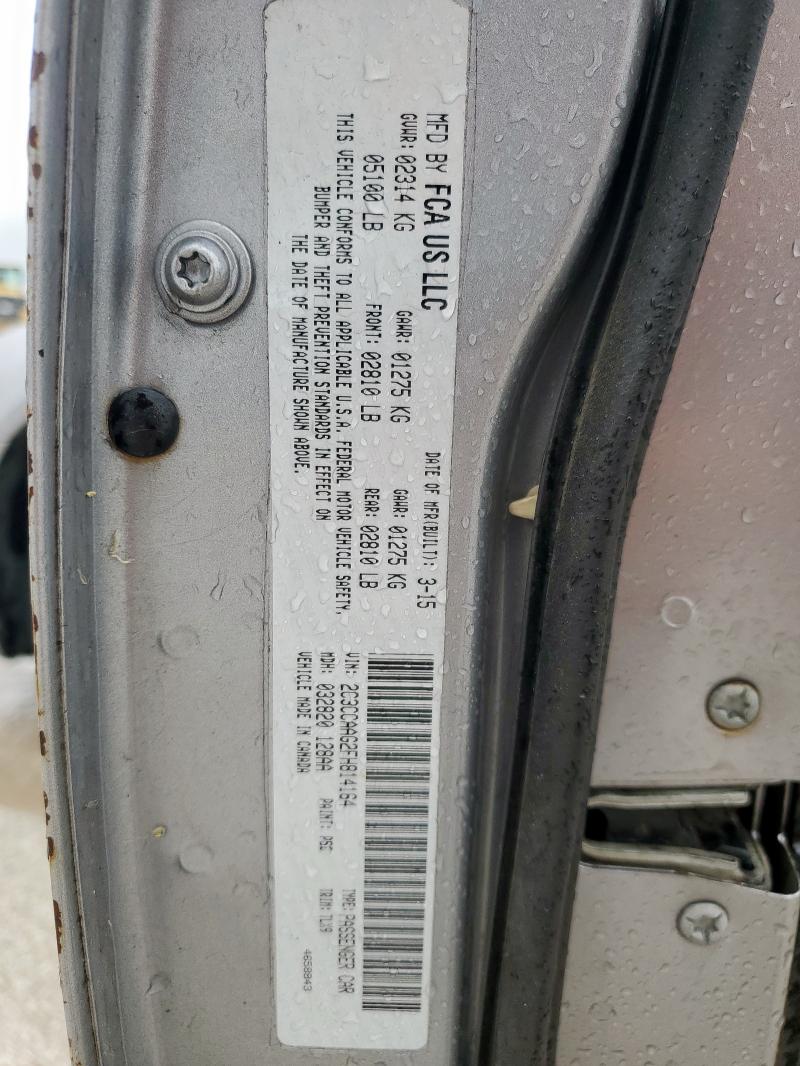 MFD BY FCA US LLC
DATE OF MFR(BUILT): 3-15
GVWR: 02314 KG GAWR: 01275 KG GAWR: 01275 KG
05100 LB FRONT: 02810 LB REAR: 02810 LB
THIS VEHICLE CONFORMS TO ALL APPLICABLE U.S.A. FEDERAL MOTOR VEHICLE SAFETY,
BUMPER AND THEFT PREVENTION STANDARDS IN EFFECT ON
THE DATE OF MANUFACTURE SHOWN ABOVE.
VIN: 2C3CCAAG2FH814164 TYPE: PASSENGER CAR
MDH: 032820 128AA PAINT: PSC TRIM: TLX9
VEHICLE MADE IN CANADA
4658843